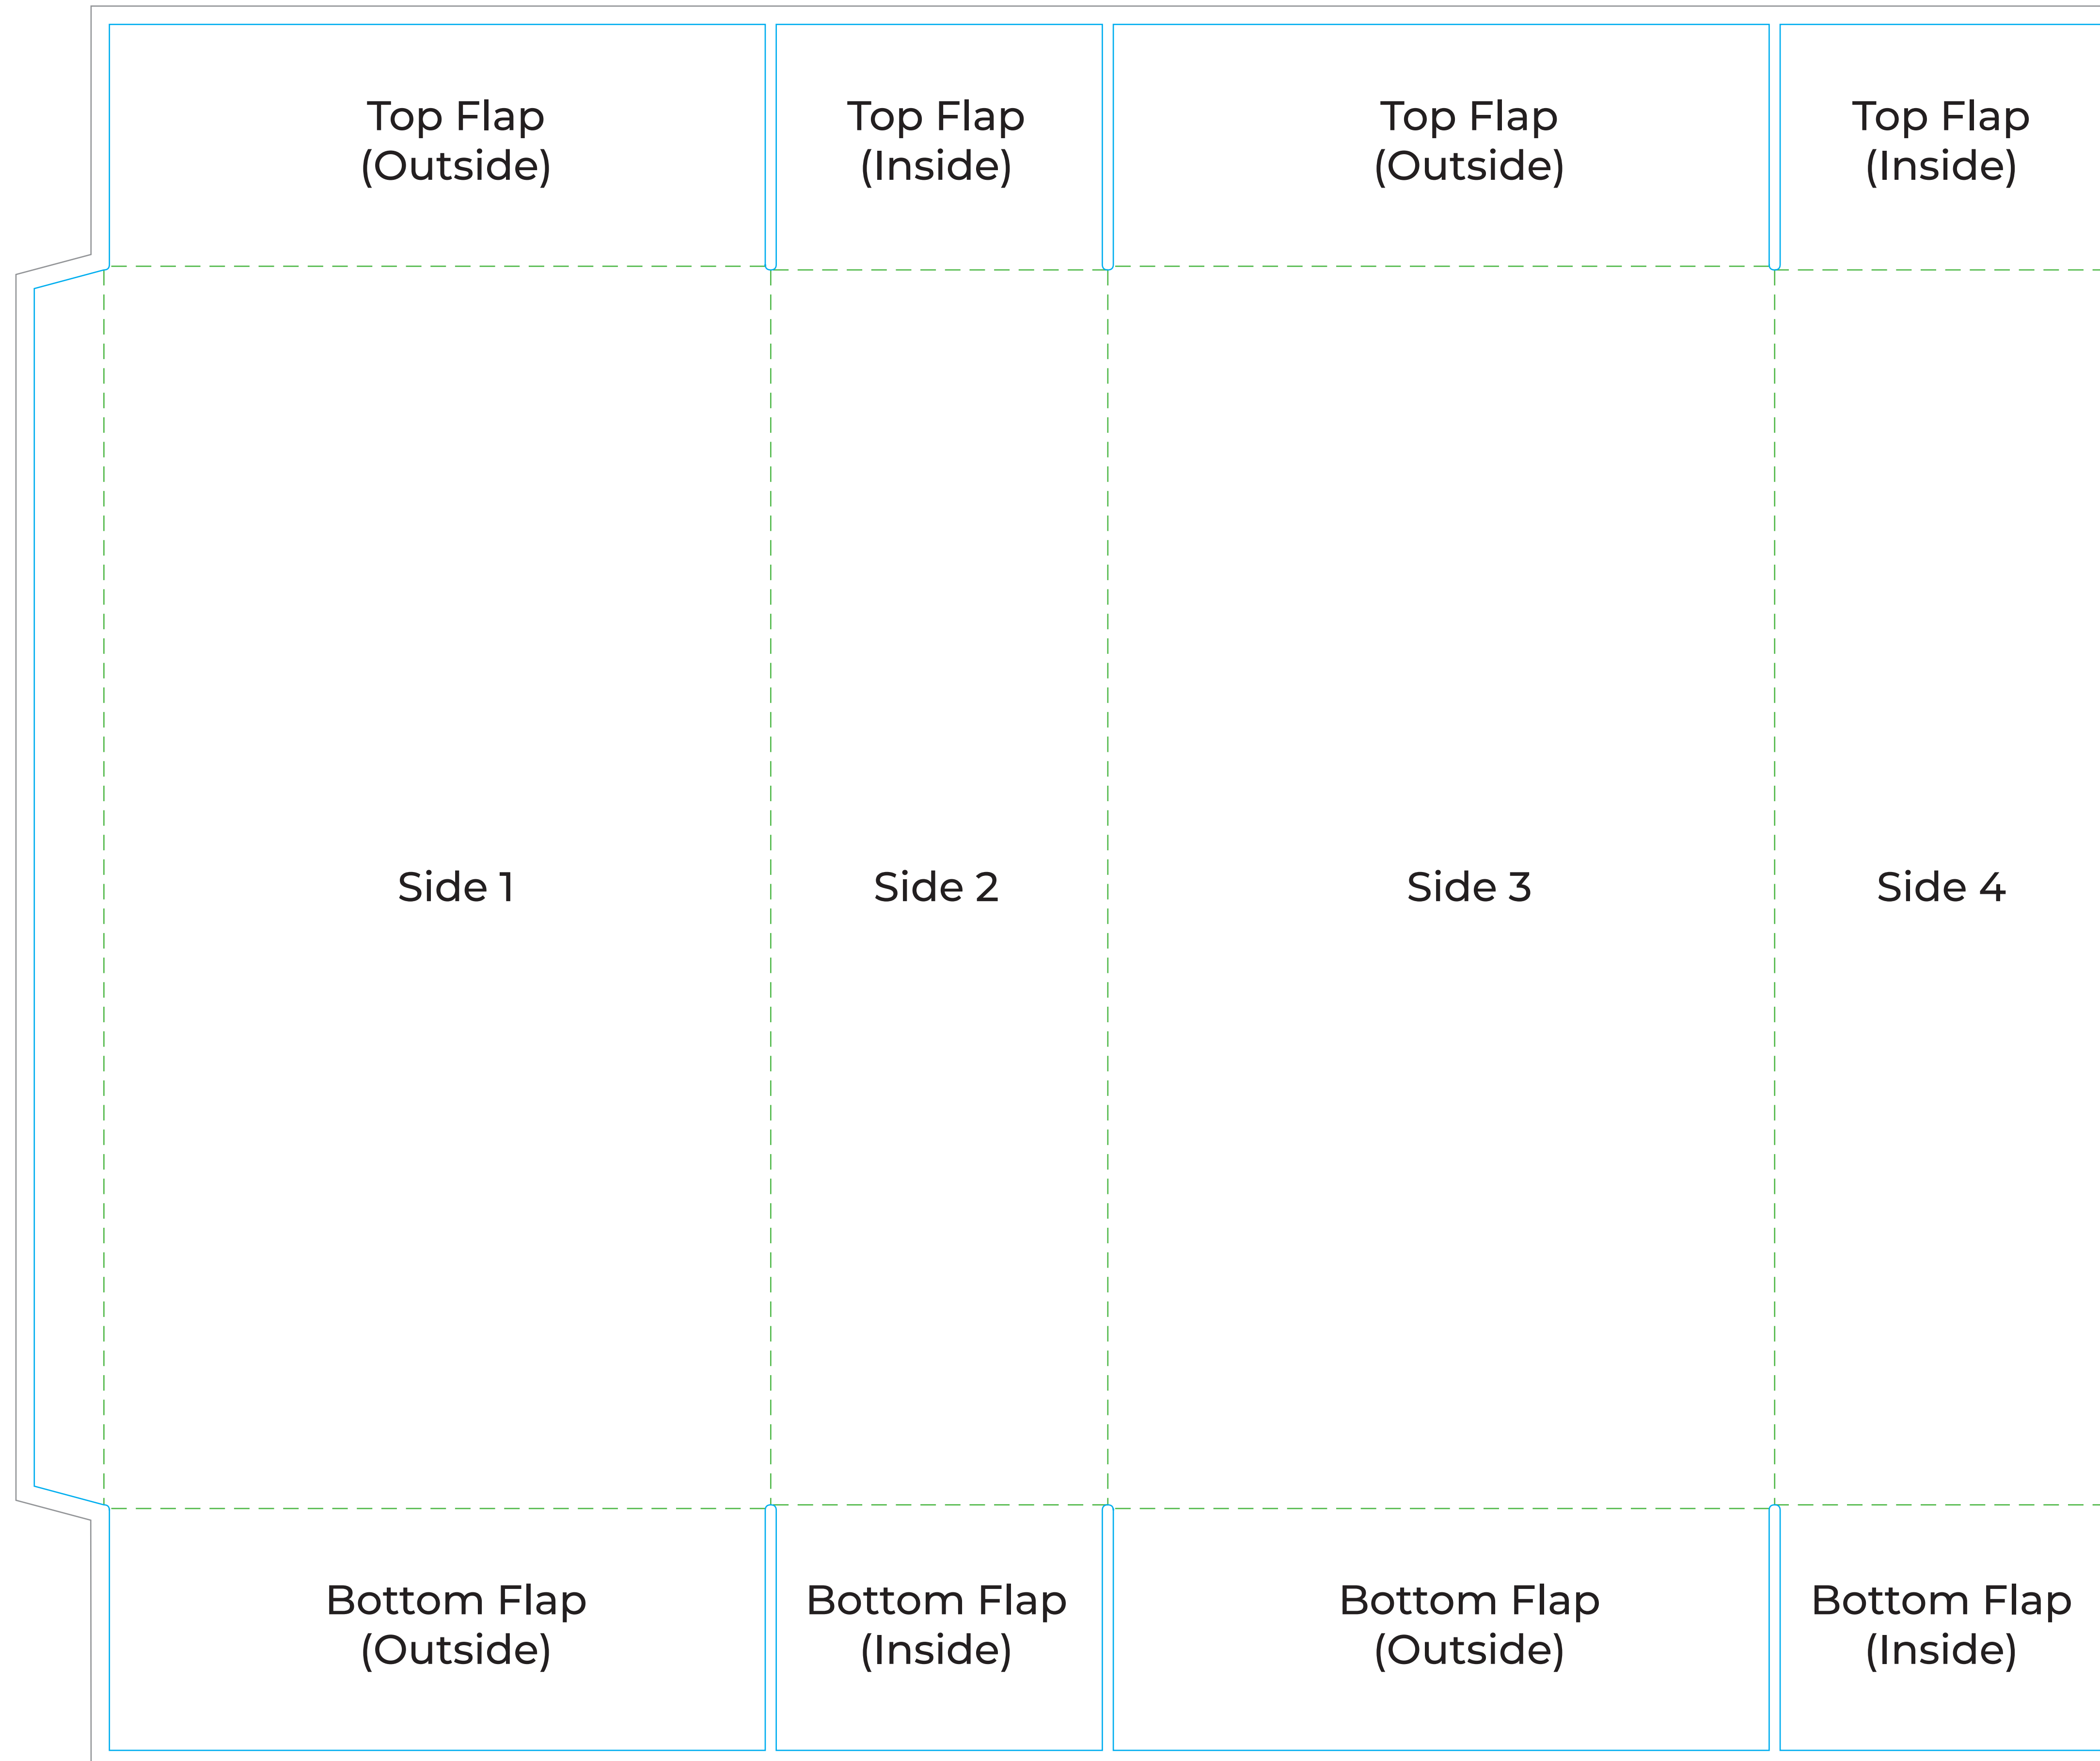 Top Flap
(Outside)
Top Flap
(Inside)
Top Flap
(Outside)
Top Flap
(Inside)
Side 1
Side 2
Side 3
Side 4
Bottom Flap
(Outside)
Bottom Flap
(Inside)
Bottom Flap
(Outside)
Bottom Flap
(Inside)